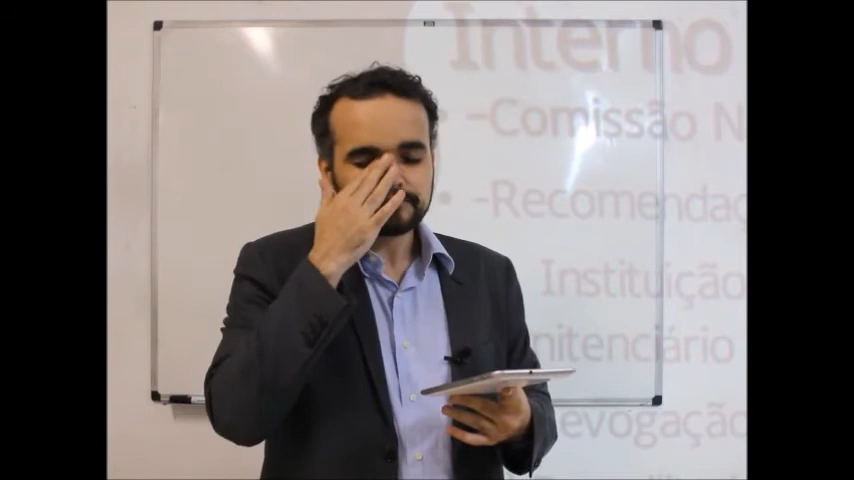 Interno
• -Comissão N
• -Recomendaç
Instituição
nitenciário
evogação